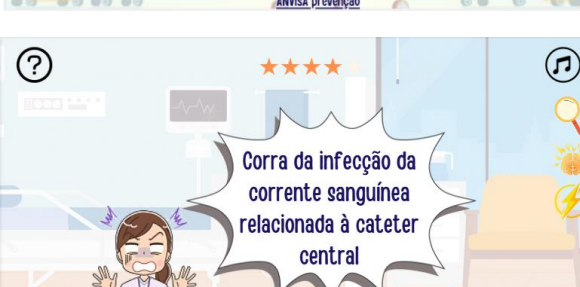 ANVISA prevenção
?
Corra da infecção da
corrente sanguínea
relacionada à cateter
central